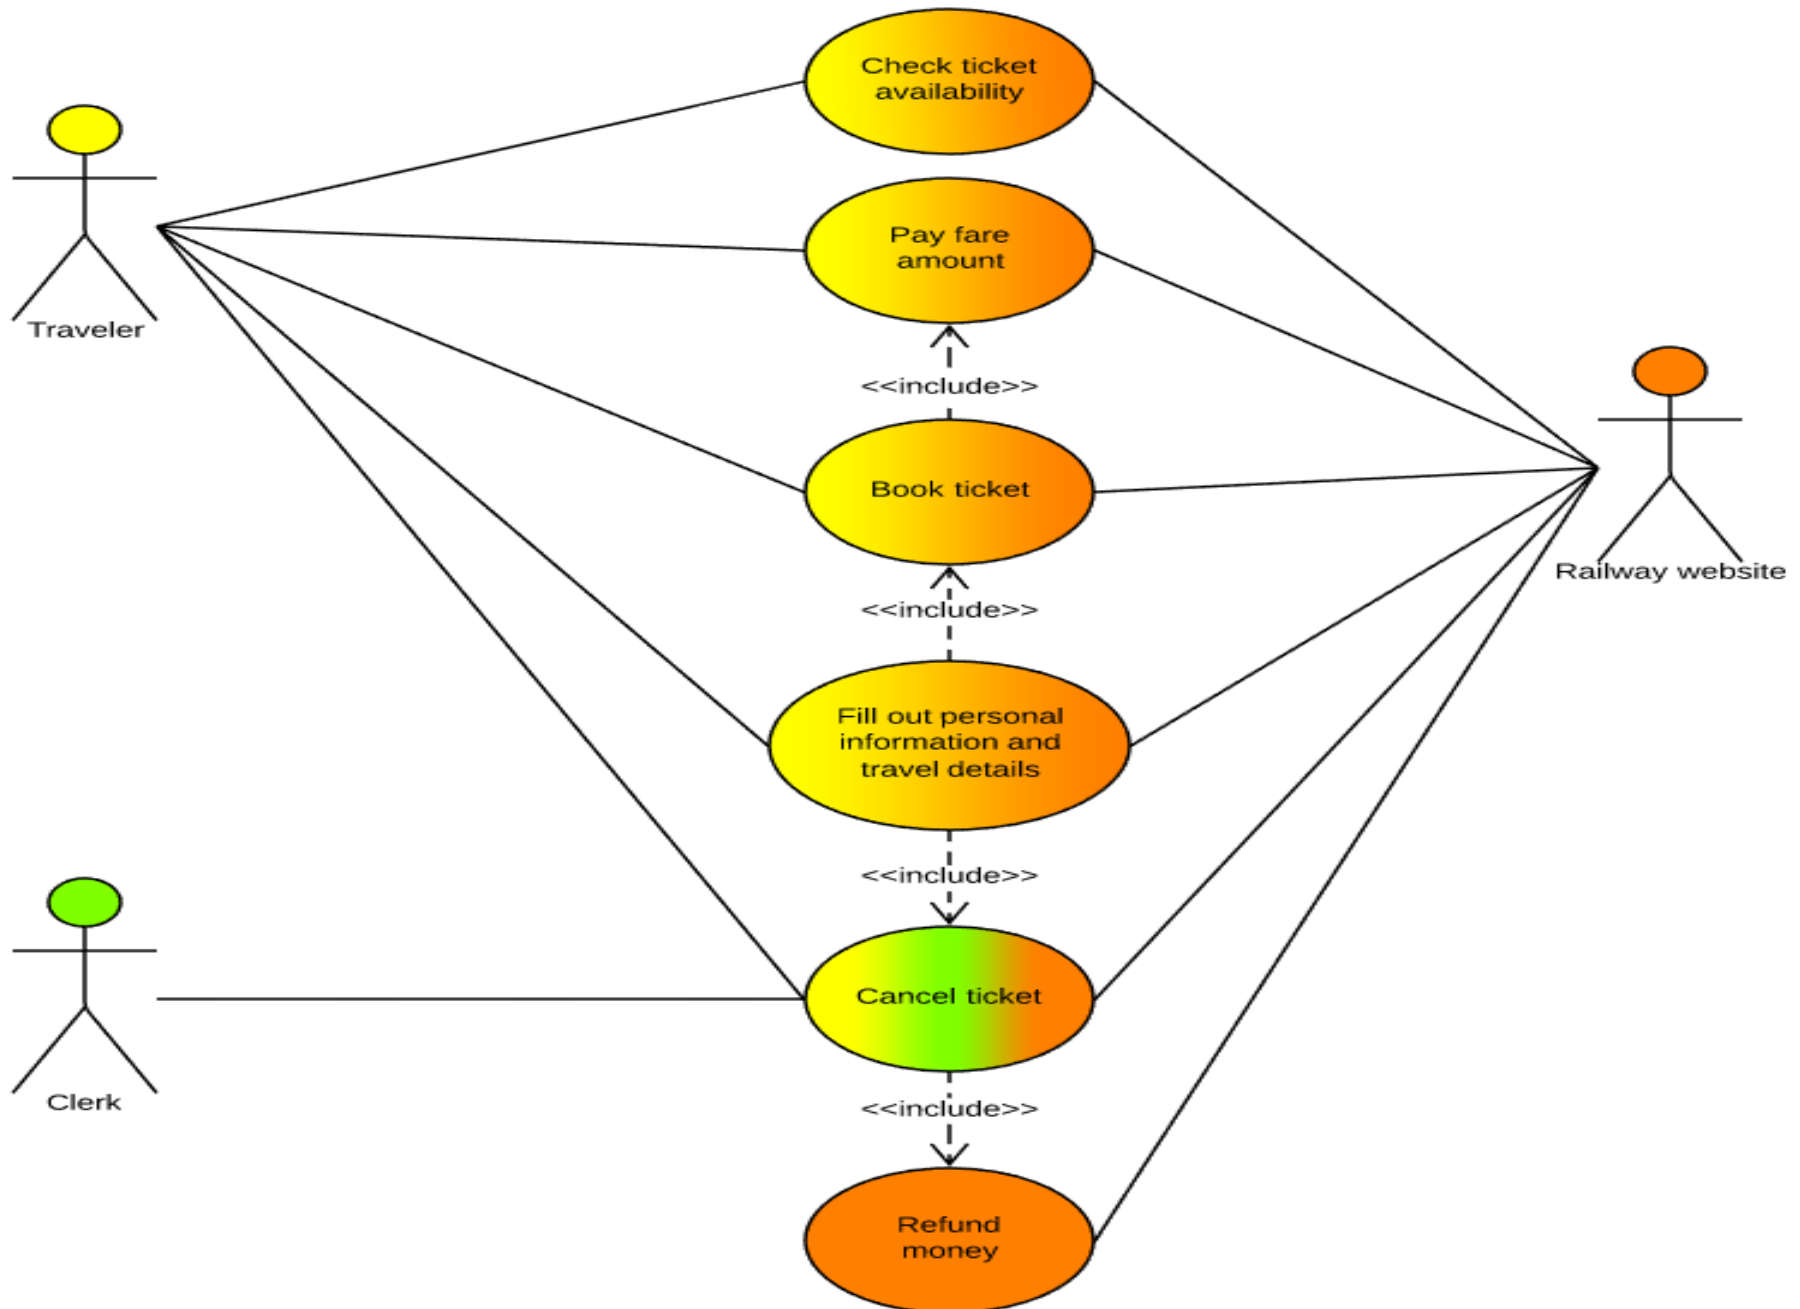 Check ticket
availability
Traveler
Pay fare
amount
<<include>>
Book ticket
Railway website
<<include>>
Fill out personal
information and
travel details
<<include>>
Cancel ticket
Clerk
<<include>>
Refund
money